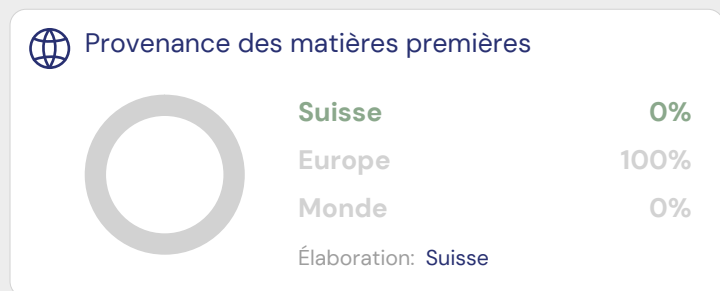 Provenance des matières premières
Suisse 0%
Europe 100%
Monde 0%
Élaboration: Suisse